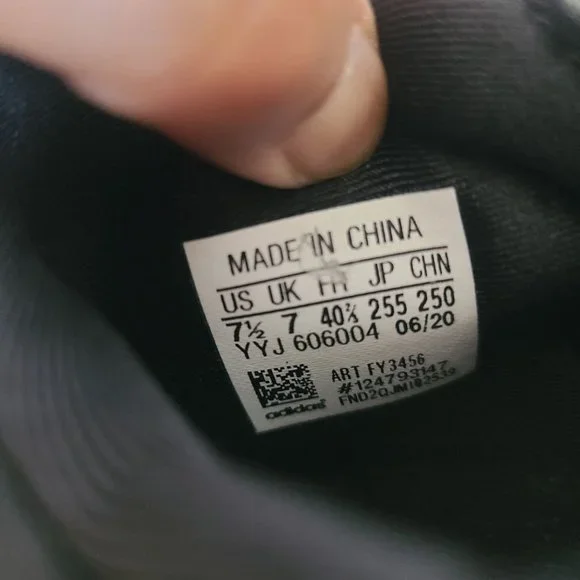 MADE IN CHINA
US UK FR JP CHN
7½ 7 40⅔ 255 250
YYJ 606004 06/20
ART FY3456
#124793147
adidas